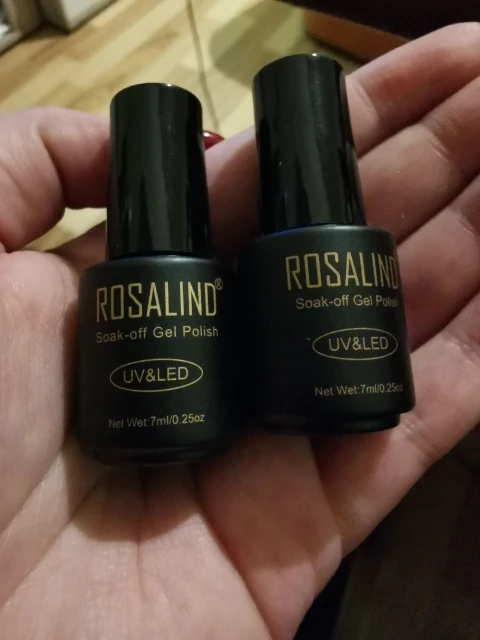 ROSALIND®
Soak-off Gel Polish
UV&LED
Net Wet:7ml/0.25oz
ROSALIND®
Soak-off Gel Polish
UV&LED
Net Wet:7ml/0.25oz